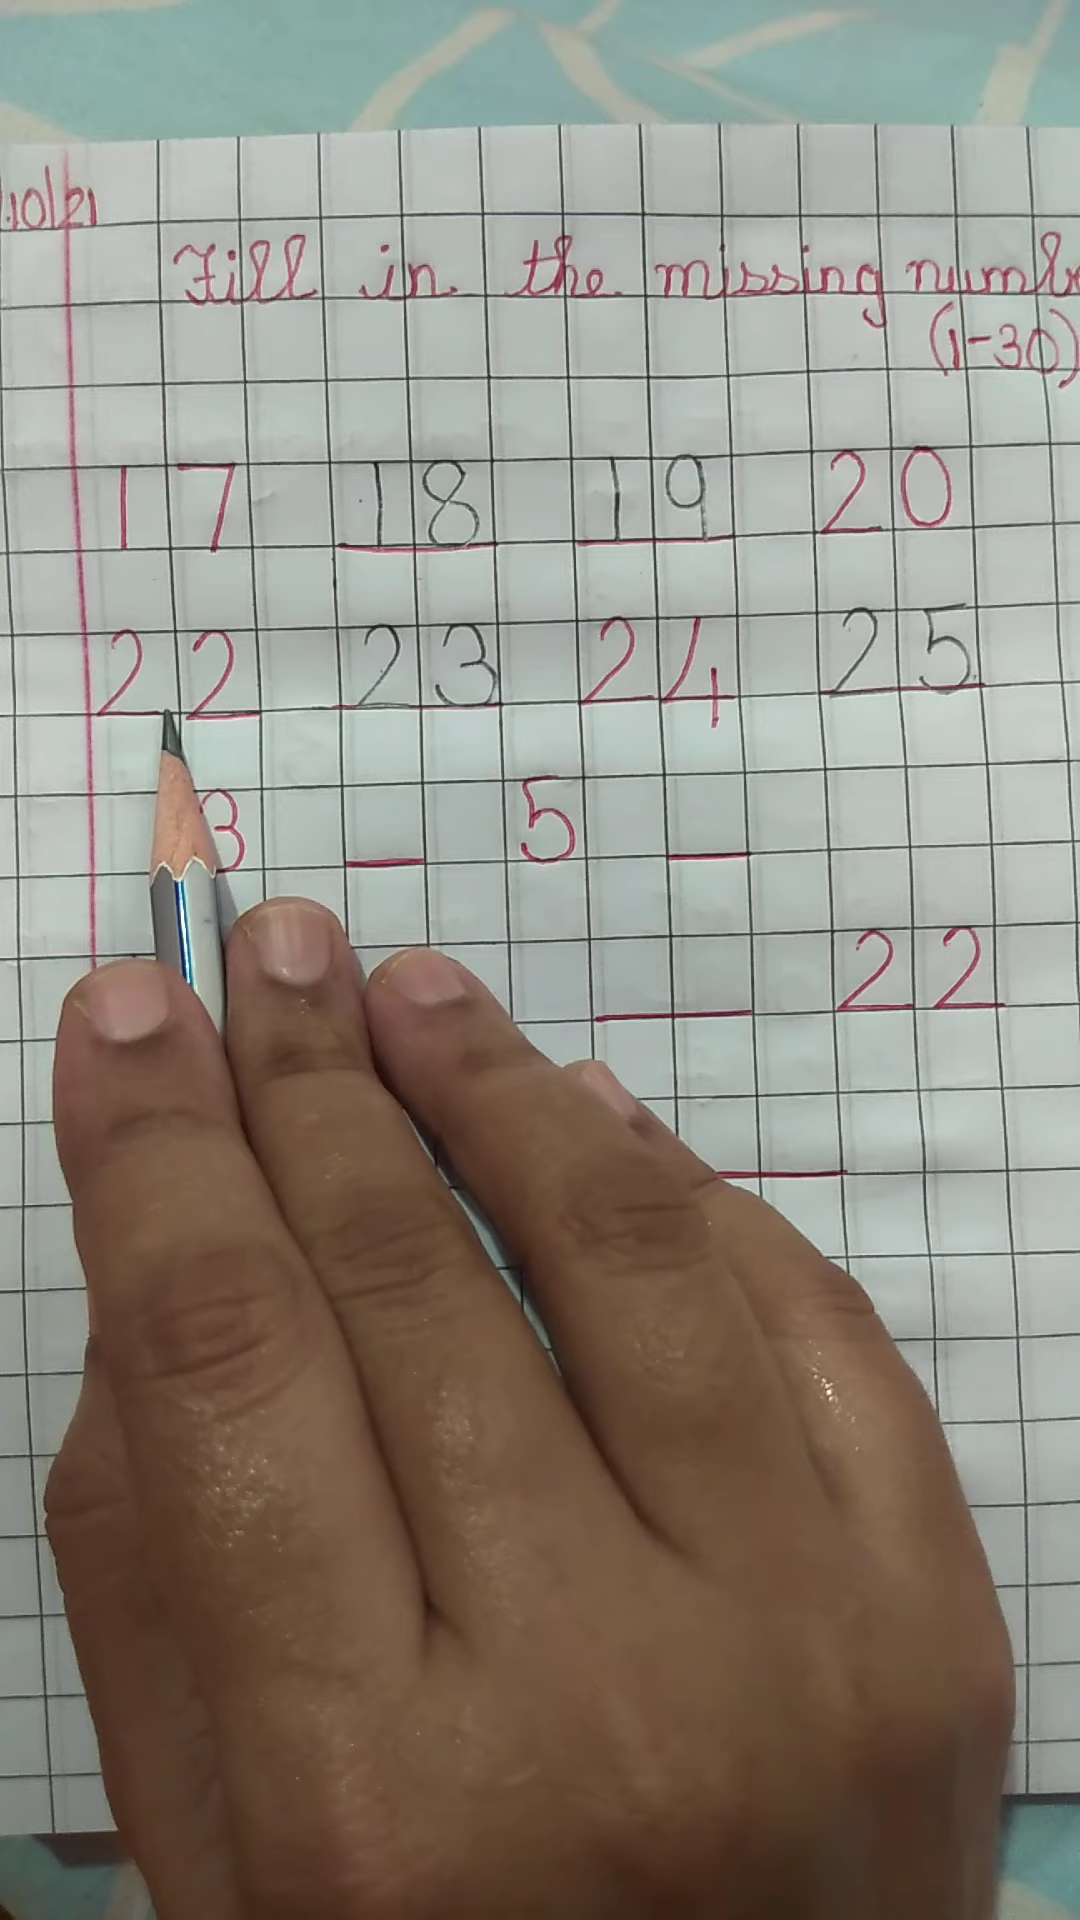 10/21
Fill in the missing
(1-30)
17 18 19 20
22 23 24 25
3 _ 5 _
__ 22